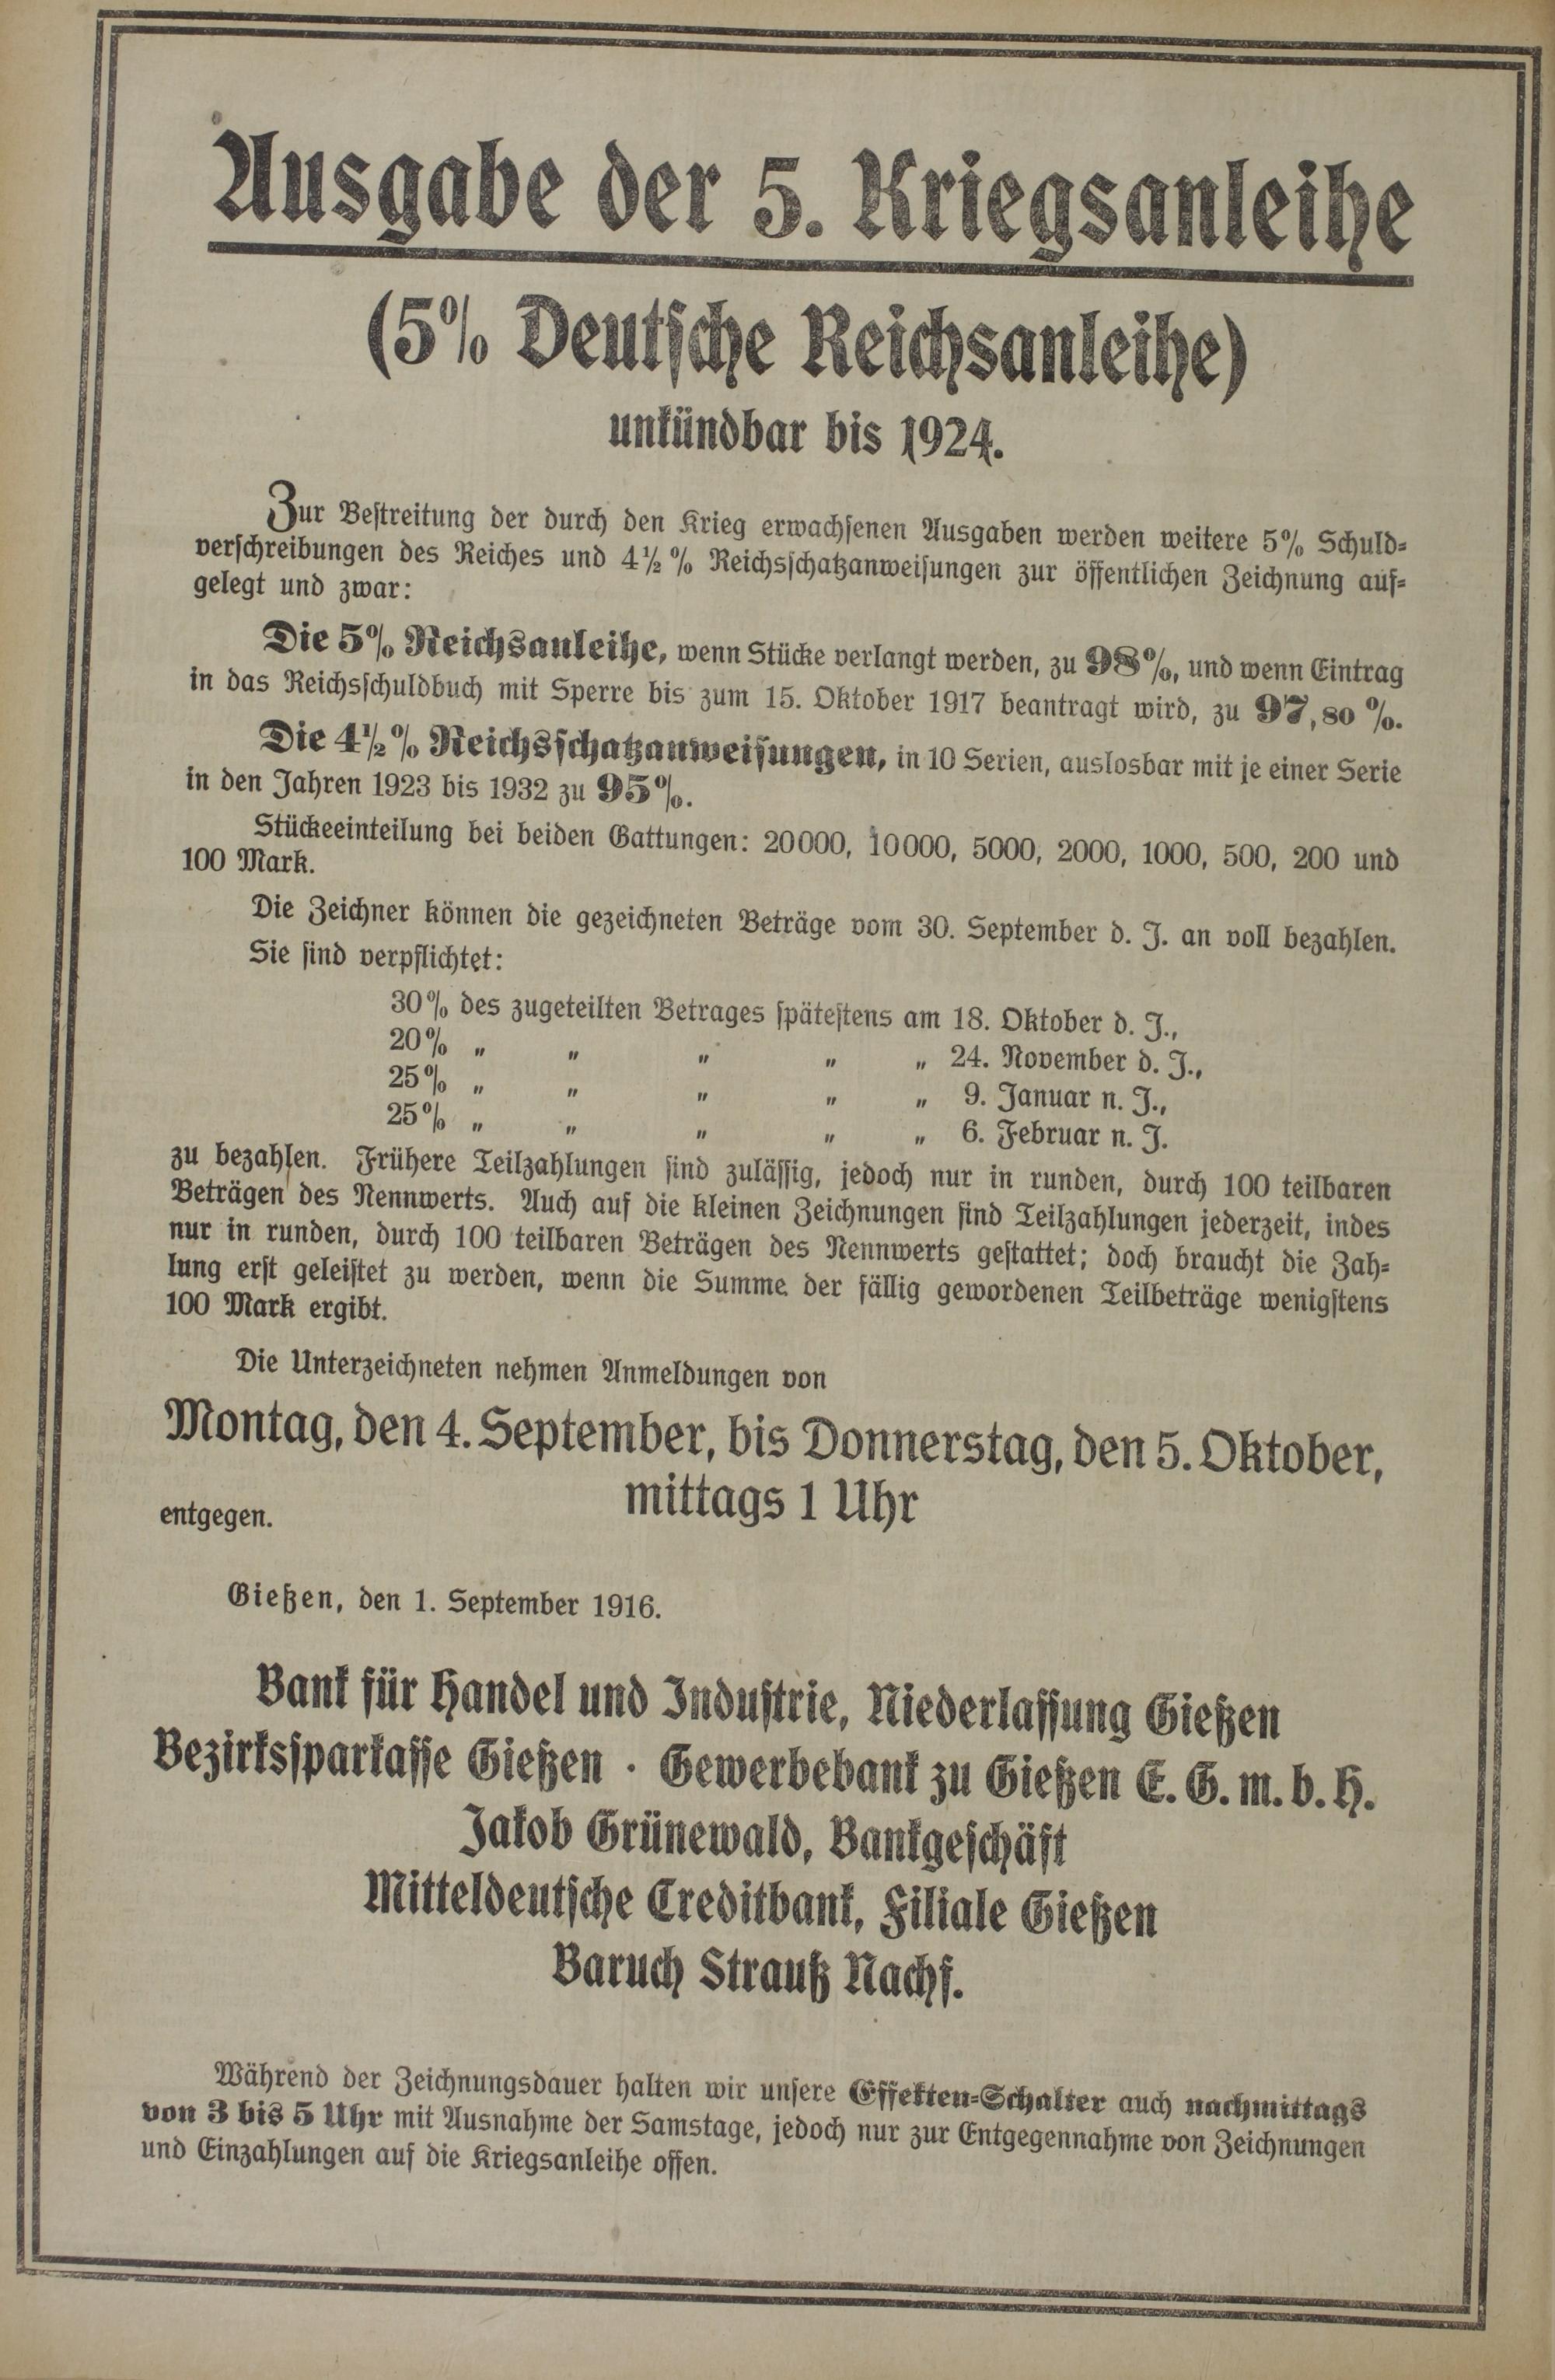 Ausgabe der 5. Kriegsanleihe
(5% Deutsche Reichsanleihe)
unkündbar bis 1924.
Zur Bestreitung der durch den Krieg erwachsenen Ausgaben werden weitere 5% Schuld-
verschreibungen des Reiches und 4½% Reichsschatzanweisungen zur öffentlichen Zeichnung auf-
gelegt und zwar:
Die 5% Reichsanleihe, wenn Stücke verlangt werden, zu 98%, und wenn Eintrag
in das Reichsschuldbuch mit Sperre bis zum 15. Oktober 1917 beantragt wird, zu 97,80 %.
Die 4½% Reichsschatzanweisungen, in 10 Serien, auslosbar mit je einer Serie
in den Jahren 1923 bis 1932 zu 95%.
Stückeeinteilung bei beiden Gattungen: 20000, 10000, 5000, 2000, 1000, 500, 200 und
100 Mark.
Die Zeichner können die gezeichneten Beträge vom 30. September d. J. an voll bezahlen.
Sie sind verpflichtet:
30% des zugeteilten Betrages spätestens am 18. Oktober d. J.,
20% „ „ „ „ „ 24. November d. J.,
25% „ „ „ „ „ 9. Januar n. J.,
25% „ „ „ „ „ 6. Februar n. J.
zu bezahlen. Frühere Teilzahlungen sind zulässig, jedoch nur in runden, durch 100 teilbaren
Beträgen des Nennwerts. Auch auf die kleinen Zeichnungen sind Teilzahlungen jederzeit, indes
nur in runden, durch 100 teilbaren Beträgen des Nennwerts gestattet; doch braucht die Zah-
lung erst geleistet zu werden, wenn die Summe der fällig gewordenen Teilbeträge wenigstens
100 Mark ergibt.
Die Unterzeichneten nehmen Anmeldungen von
Montag, den 4. September, bis Donnerstag, den 5. Oktober,
mittags 1 Uhr
entgegen.
Gießen, den 1. September 1916.
Bank für Handel und Industrie, Niederlassung Gießen
Bezirkssparkasse Gießen · Gewerbebank zu Gießen E. G. m. b. H.
Jakob Grünewald, Bankgeschäft
Mitteldeutsche Creditbank, Filiale Gießen
Baruch Strauß Nachf.
Während der Zeichnungsdauer halten wir unsere Effekten-Schalter auch nachmittags
von 3 bis 5 Uhr mit Ausnahme der Samstage, jedoch nur zur Entgegennahme von Zeichnungen
und Einzahlungen auf die Kriegsanleihe offen.